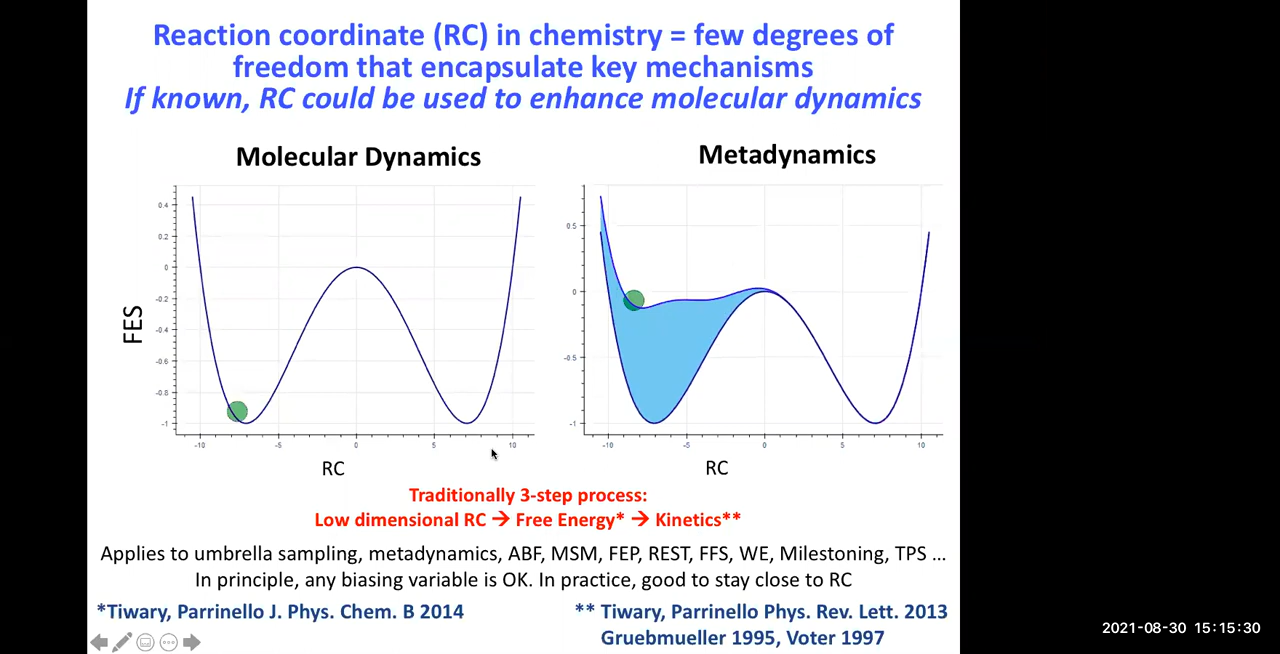 Reaction coordinate (RC) in chemistry = few degrees of
freedom that encapsulate key mechanisms
If known, RC could be used to enhance molecular dynamics
Molecular Dynamics
Metadynamics
FES
0.4
0.2
0
-0.2
-0.4
-0.6
-0.8
-1
-10
-5
0
5
10
RC
0.5
0
-0.5
-1
-10
-5
0
5
10
RC
Traditionally 3-step process:
Low dimensional RC → Free Energy* → Kinetics**
Applies to umbrella sampling, metadynamics, ABF, MSM, FEP, REST, FFS, WE, Milestoning, TPS ...
In principle, any biasing variable is OK. In practice, good to stay close to RC
*Tiwary, Parrinello J. Phys. Chem. B 2014
** Tiwary, Parrinello Phys. Rev. Lett. 2013
Gruebmueller 1995, Voter 1997
2021-08-30 15:15:30